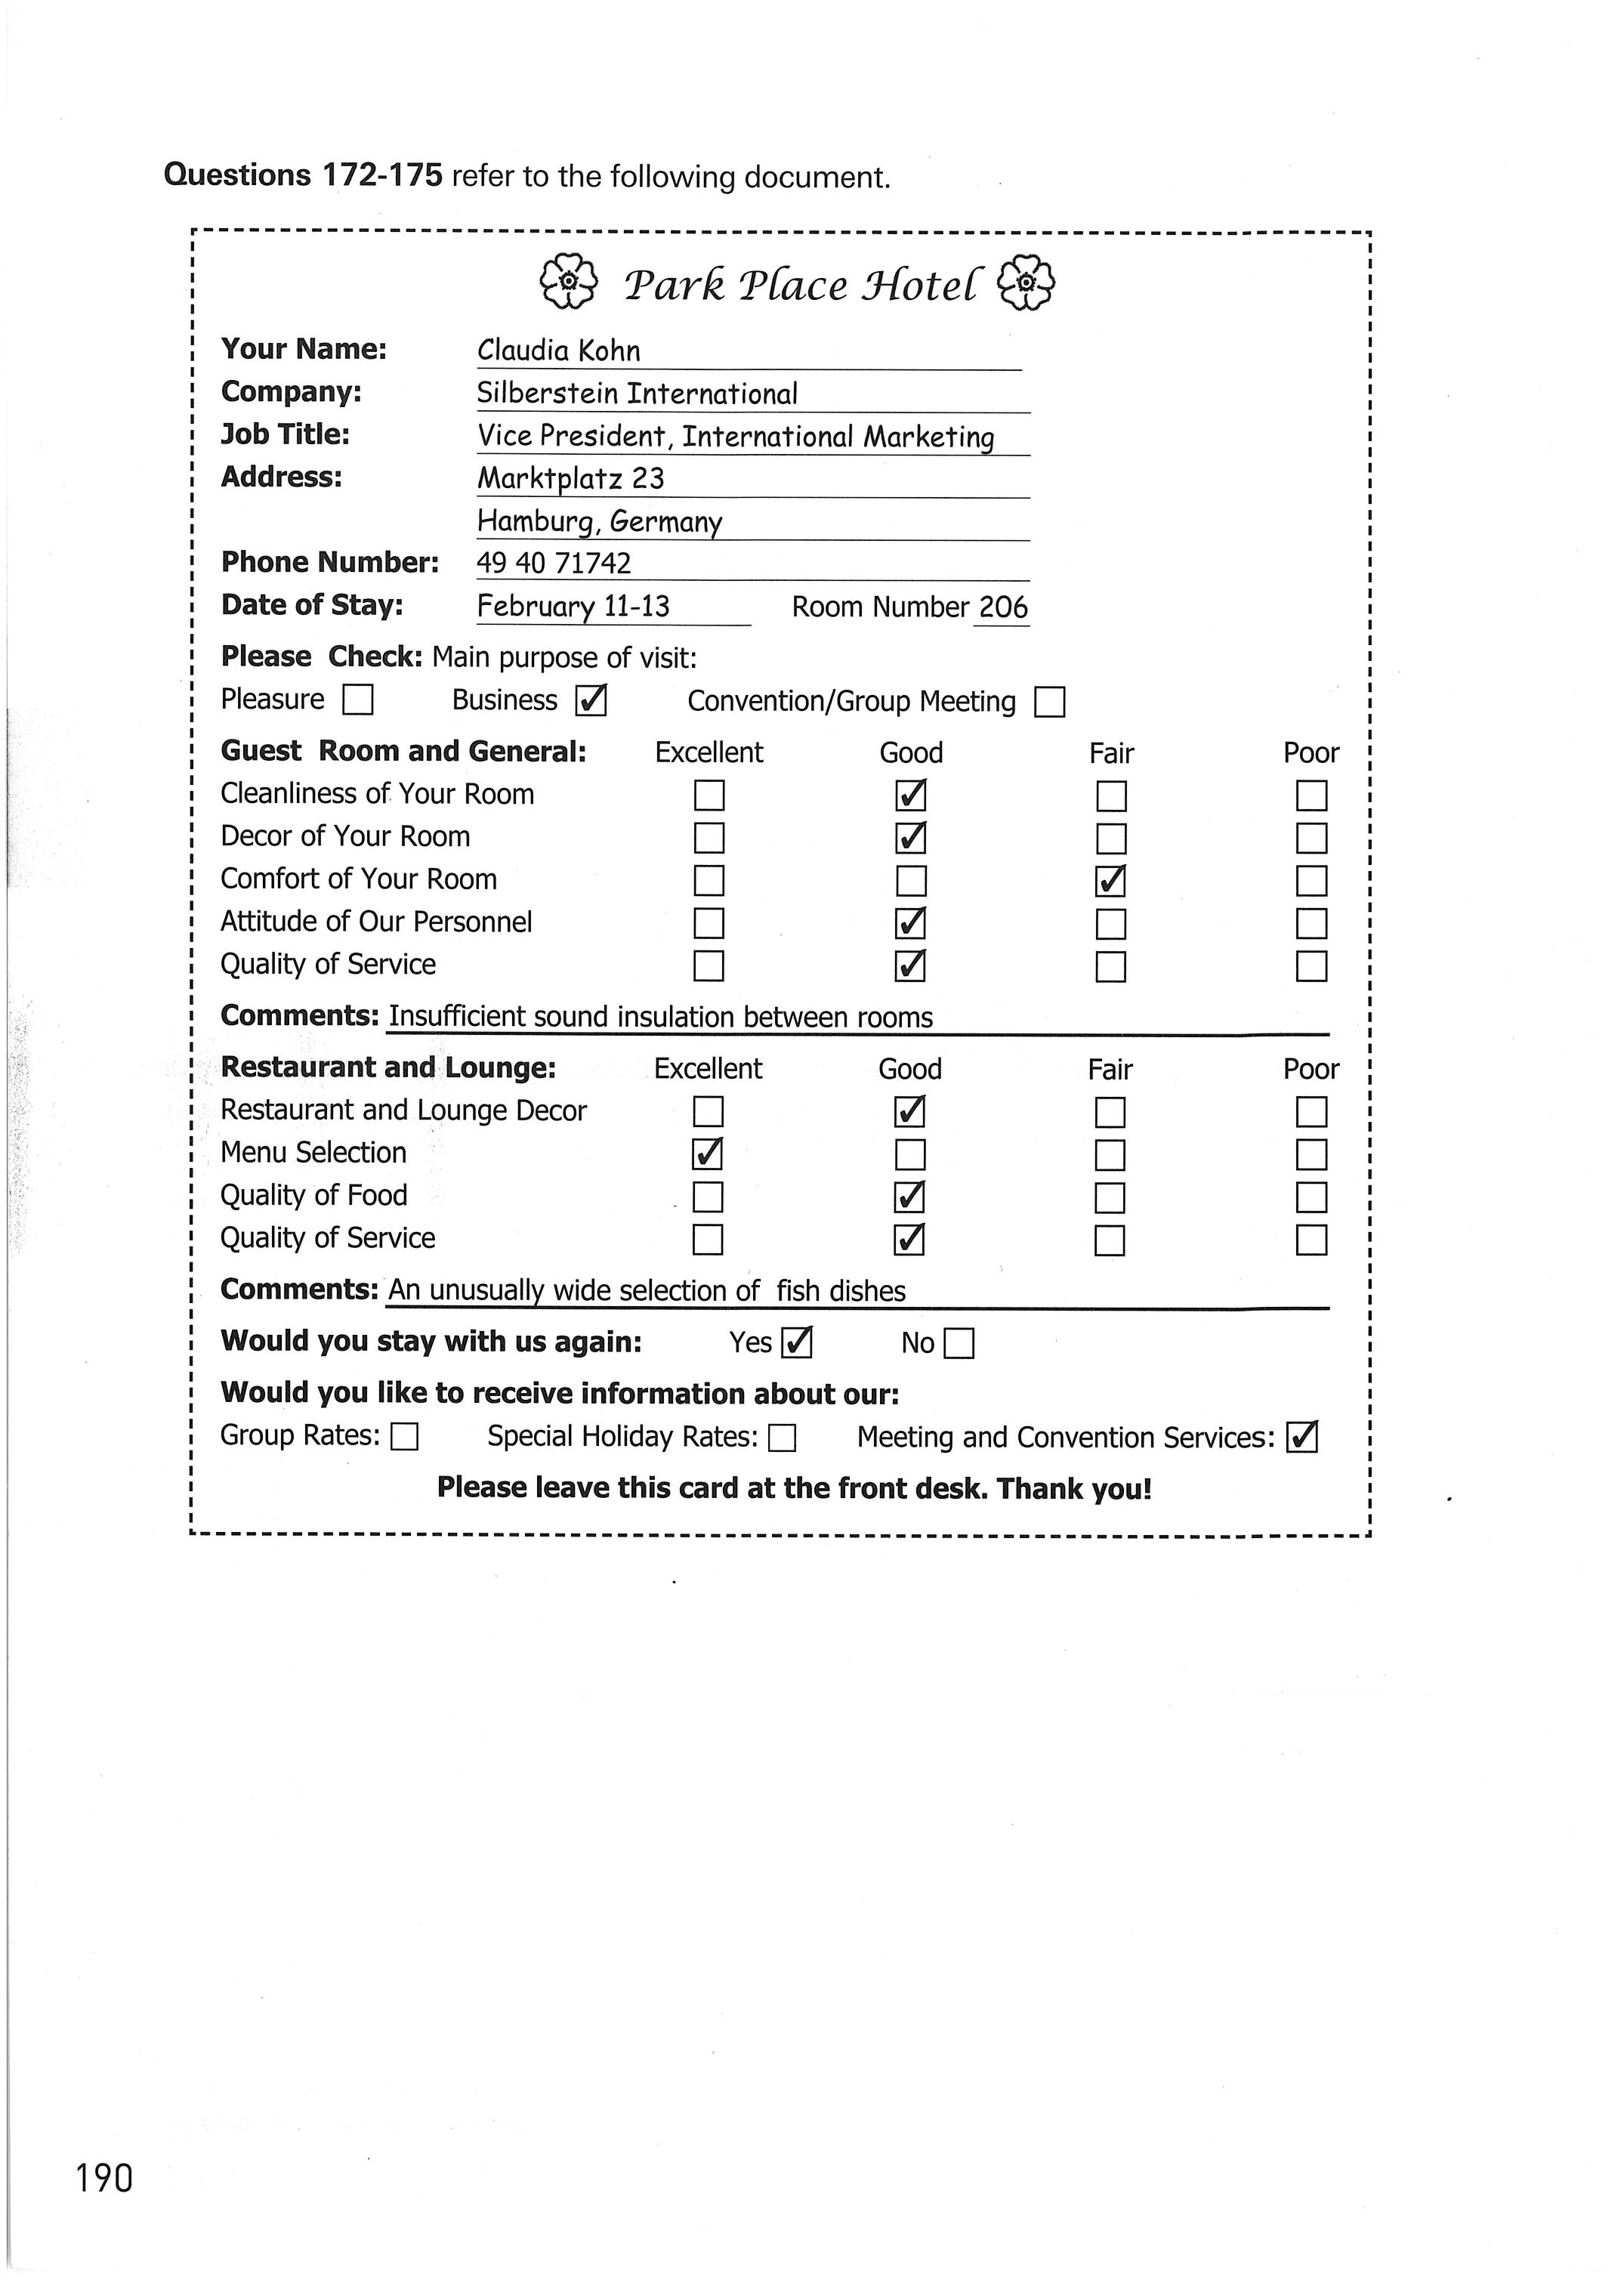 Questions 172-175 refer to the following document.
Park Place Hotel
Your Name: Claudia Kohn
Company: Silberstein International
Job Title: Vice President, International Marketing
Address: Marktplatz 23
Hamburg, Germany
Phone Number: 49 40 71742
Date of Stay: February 11-13 Room Number 206
Please Check: Main purpose of visit:
Pleasure ☐ Business ☑ Convention/Group Meeting ☐
Guest Room and General: Excellent Good Fair Poor
Cleanliness of Your Room ☐ ☑ ☐ ☐
Decor of Your Room ☐ ☑ ☐ ☐
Comfort of Your Room ☐ ☐ ☑ ☐
Attitude of Our Personnel ☐ ☑ ☐ ☐
Quality of Service ☐ ☑ ☐ ☐
Comments: Insufficient sound insulation between rooms
Restaurant and Lounge: Excellent Good Fair Poor
Restaurant and Lounge Decor ☐ ☑ ☐ ☐
Menu Selection ☑ ☐ ☐ ☐
Quality of Food ☐ ☑ ☐ ☐
Quality of Service ☐ ☑ ☐ ☐
Comments: An unusually wide selection of fish dishes
Would you stay with us again: Yes ☑ No ☐
Would you like to receive information about our:
Group Rates: ☐ Special Holiday Rates: ☐ Meeting and Convention Services: ☑
Please leave this card at the front desk. Thank you!
190